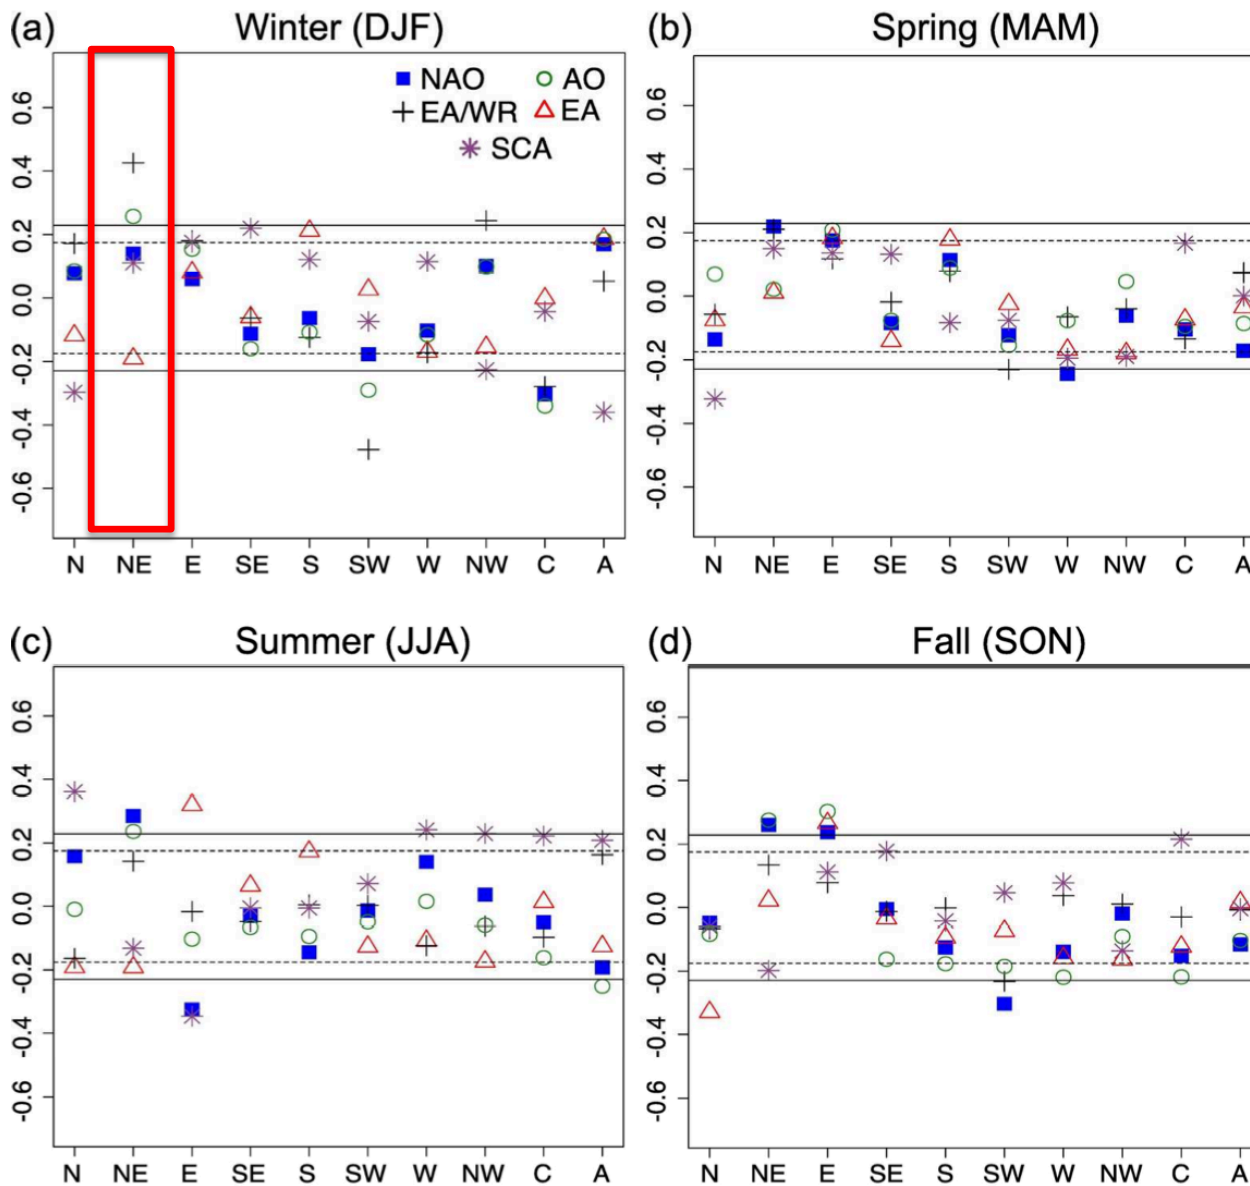 (a) Winter (DJF)
NAO AO
EA/WR EA
SCA
0.6
0.4
0.2
0.0
-0.2
-0.4
-0.6
N NE E SE S SW W NW C A
(b) Spring (MAM)
0.6
0.4
0.2
0.0
-0.2
-0.4
-0.6
N NE E SE S SW W NW C A
(c) Summer (JJA)
0.6
0.4
0.2
0.0
-0.2
-0.4
-0.6
N NE E SE S SW W NW C A
(d) Fall (SON)
0.6
0.4
0.2
0.0
-0.2
-0.4
-0.6
N NE E SE S SW W NW C A